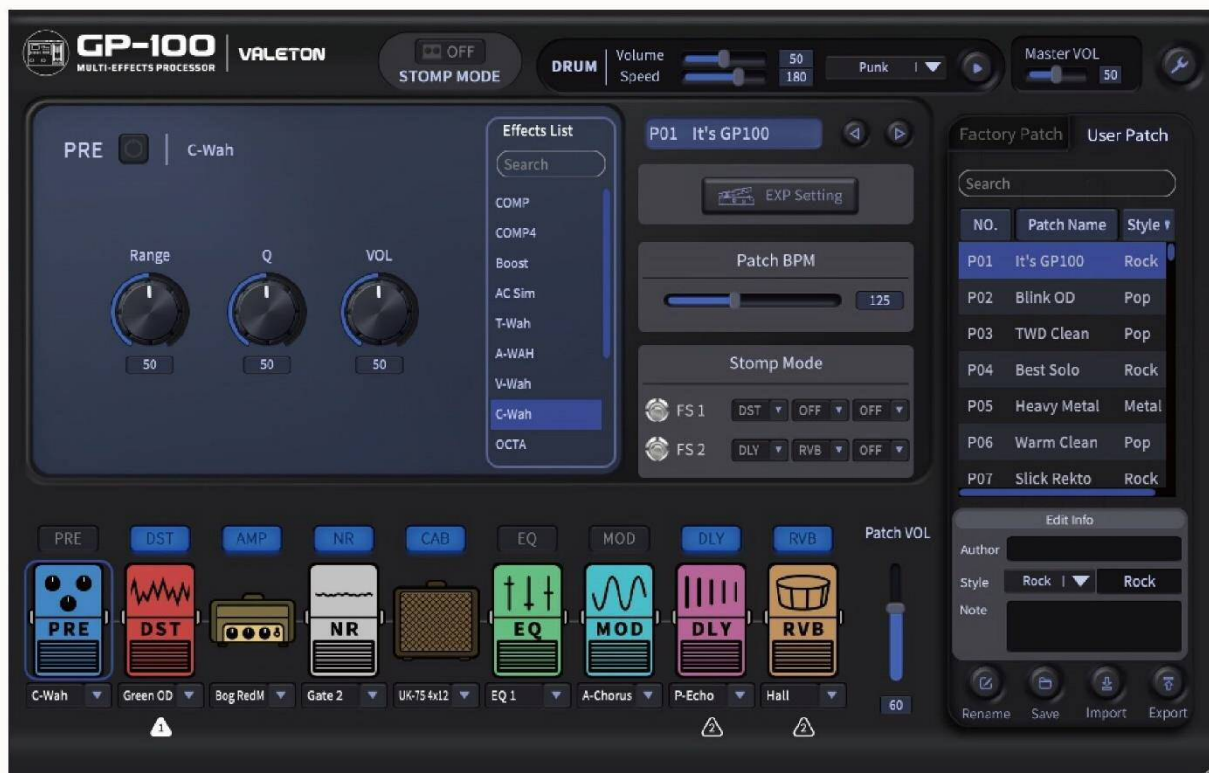 GP-100 | VALETON
MULTI-EFFECTS PROCESSOR
OFF
STOMP MODE
DRUM
Volume 50
Speed 180
Punk
Master VOL
50
PRE | C-Wah
Range Q VOL
50 50 50
Effects List
Search
COMP
COMP4
Boost
AC Sim
T-Wah
A-WAH
V-Wah
C-Wah
OCTA
P01 It's GP100
EXP Setting
Patch BPM
125
Stomp Mode
FS 1 DST OFF OFF
FS 2 DLY RVB OFF
Factory Patch User Patch
Search
NO. Patch Name Style
P01 It's GP100 Rock
P02 Blink OD Pop
P03 TWD Clean Pop
P04 Best Solo Rock
P05 Heavy Metal Metal
P06 Warm Clean Pop
P07 Slick Rekto Rock
Edit Info
Author
Style Rock Rock
Note
Rename Save Import Export
PRE DST AMP NR CAB EQ MOD DLY RVB
PRE DST NR EQ MOD DLY RVB
C-Wah Green OD Bog RedM Gate 2 UK-75 4x12 EQ 1 A-Chorus P-Echo Hall
1 2 2
Patch VOL
60